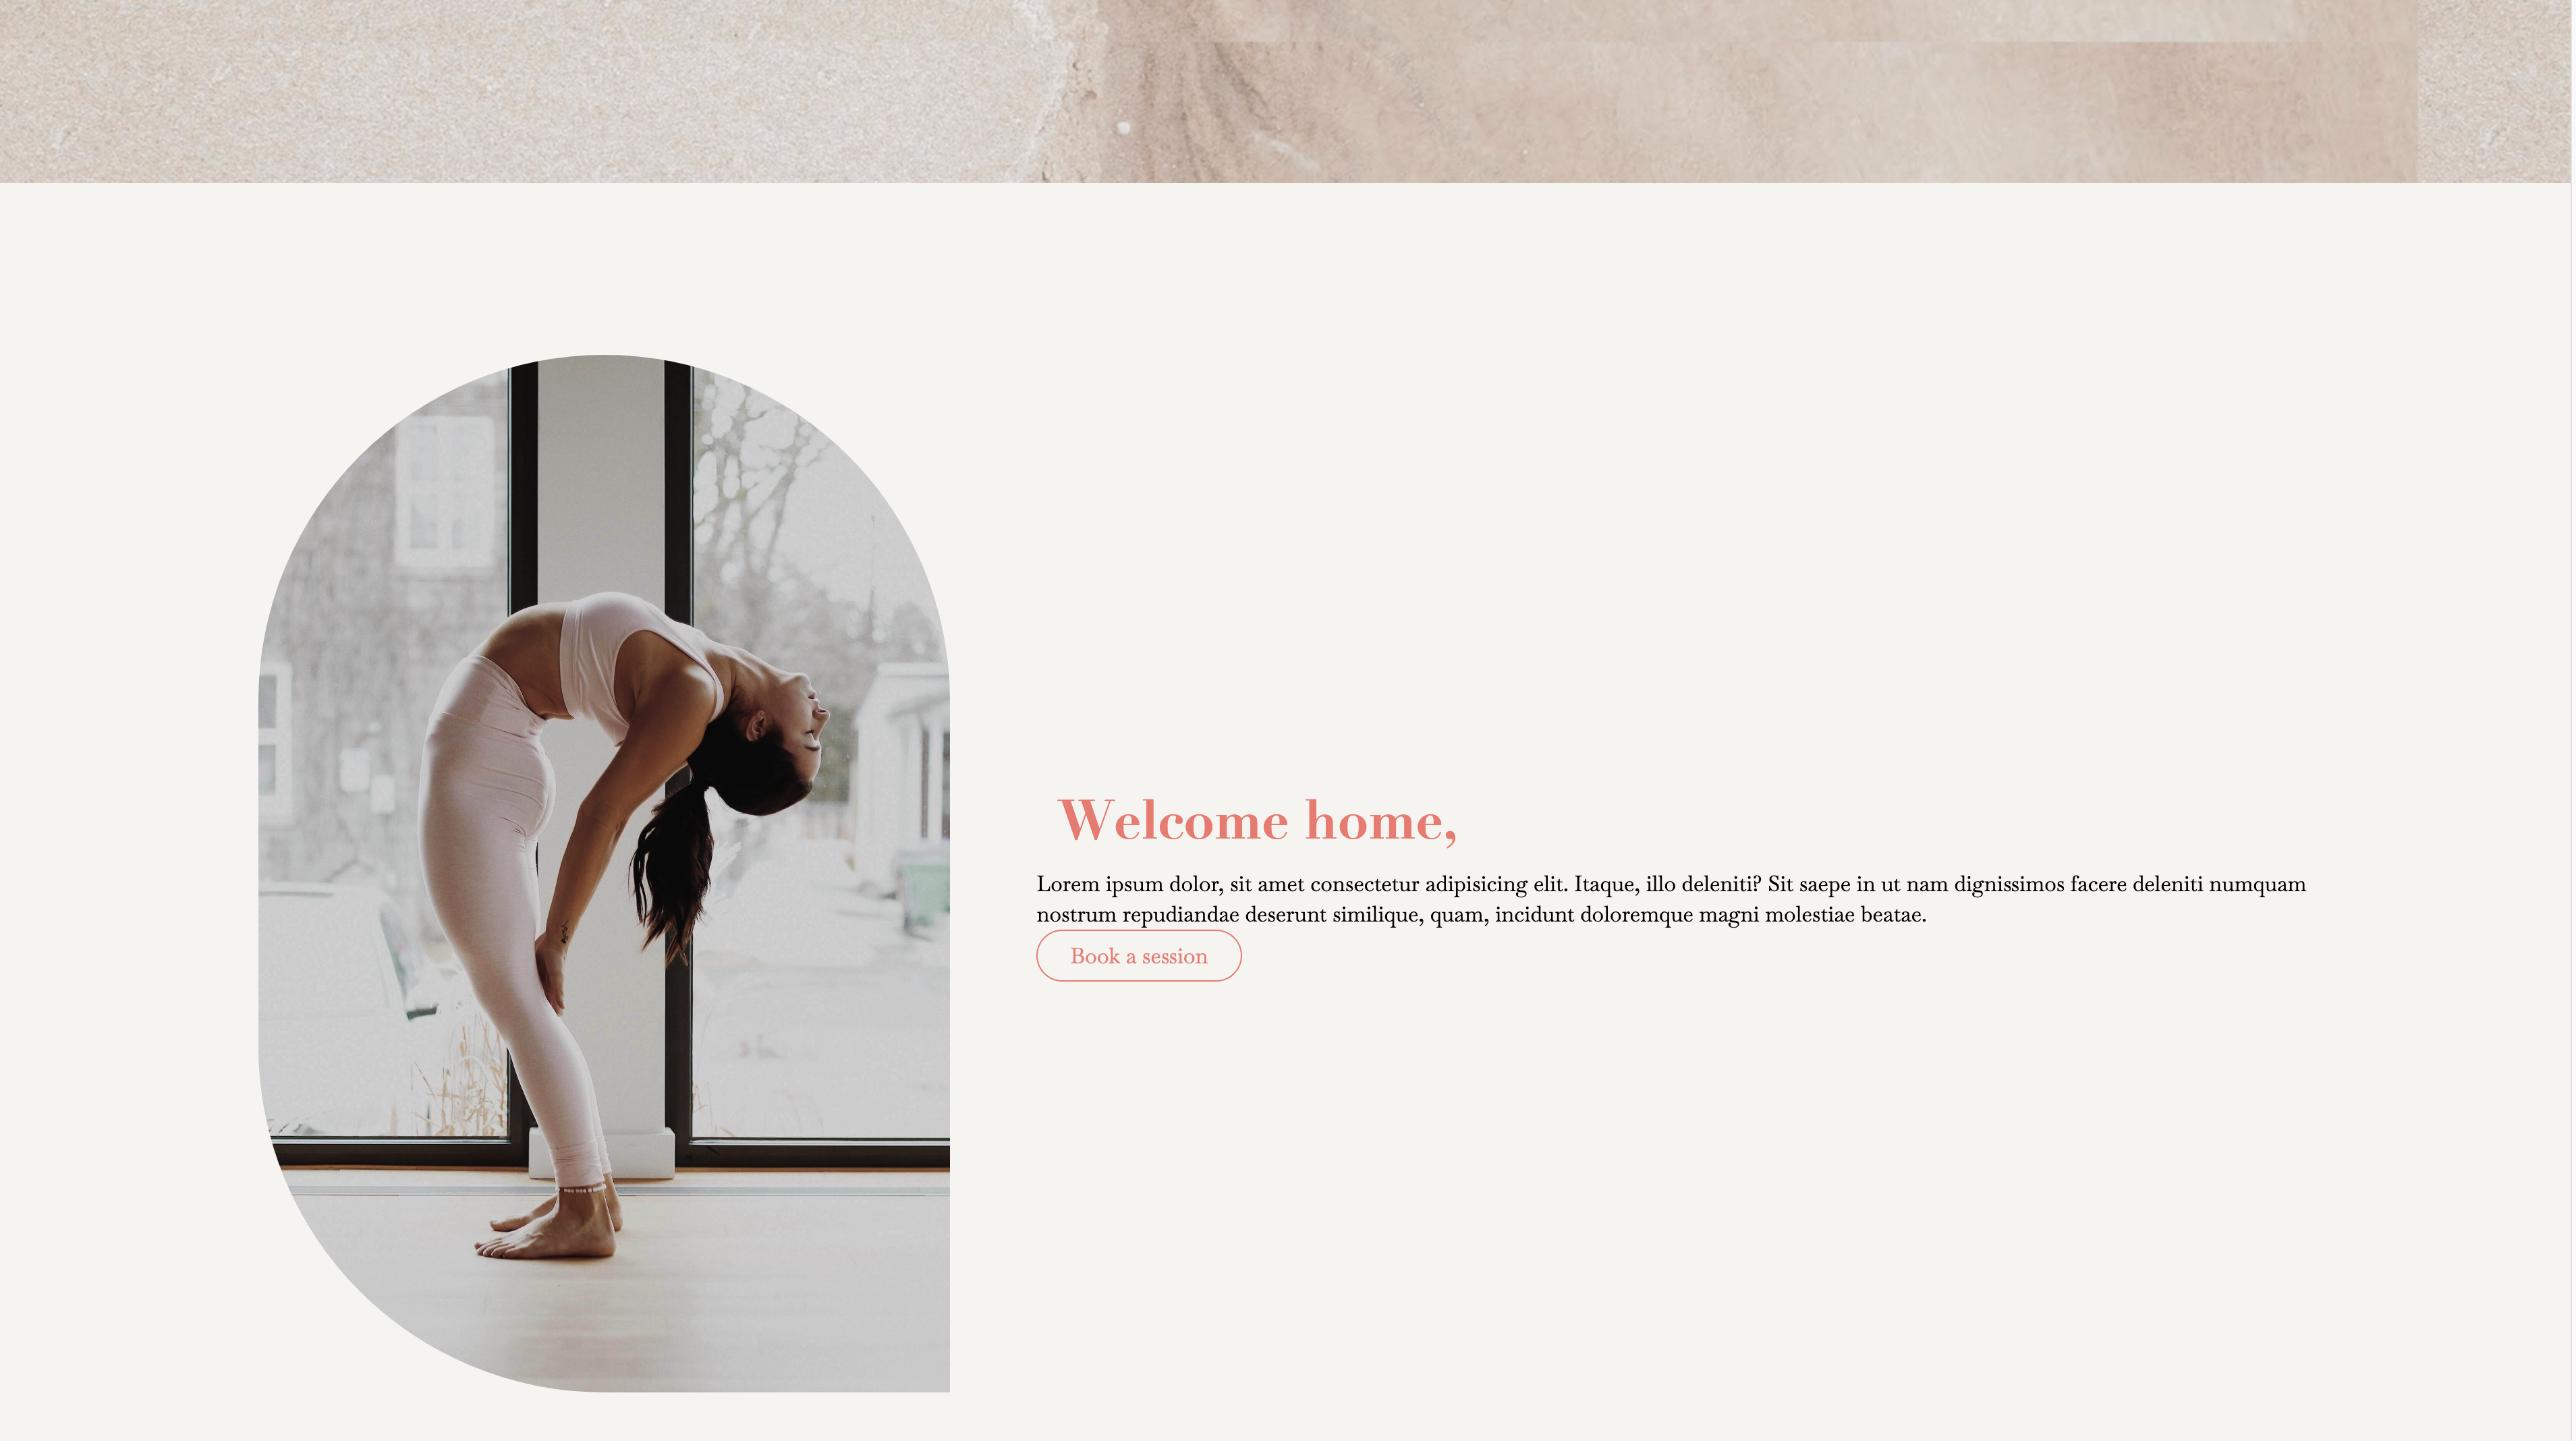 Welcome home,
Lorem ipsum dolor, sit amet consectetur adipisicing elit. Itaque, illo deleniti? Sit saepe in ut nam dignissimos facere deleniti numquam
nostrum repudiandae deserunt similique, quam, incidunt doloremque magni molestiae beatae.
Book a session